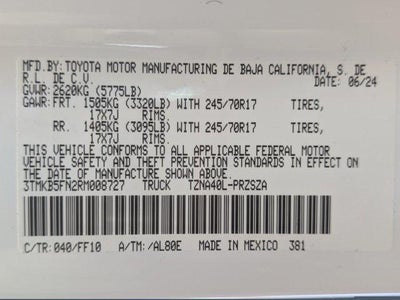 MFD.BY: TOYOTA MOTOR MANUFACTURING DE BAJA CALIFORNIA, S. DE
R.L. DE C.V. DATE: 06/24
GVWR: 2620KG (5775LB)
GAWR: FRT. 1505KG (3320LB) WITH 245/70R17 TIRES,
17X7J RIMS
RR. 1405KG (3095LB) WITH 245/70R17 TIRES,
17X7J RIMS.
THIS VEHICLE CONFORMS TO ALL APPLICABLE FEDERAL MOTOR
VEHICLE SAFETY AND THEFT PREVENTION STANDARDS IN EFFECT ON
THE DATE OF MANUFACTURE SHOWN ABOVE.
3TMKB5FN2RM008727 TRUCK TZNA40L-PRZSZA
C/TR: 040/FF10 A/TM: /AL80E MADE IN MEXICO 381